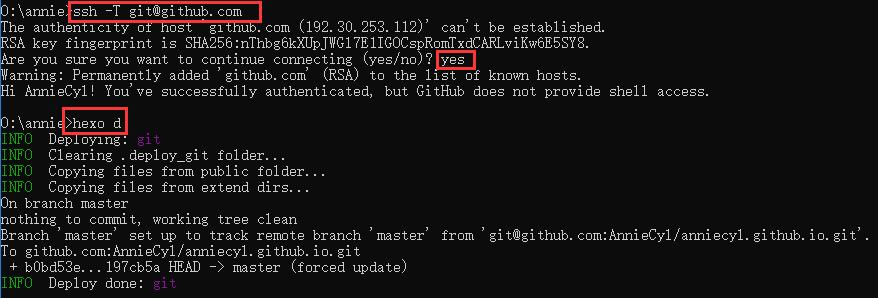 O:\annie>ssh -T git@github.com
The authenticity of host 'github.com (192.30.253.112)' can't be established.
RSA key fingerprint is SHA256:nThbg6kXUpJWGl7E1IGOCspRomTxdCARLviKw6E5SY8.
Are you sure you want to continue connecting (yes/no)? yes
Warning: Permanently added 'github.com' (RSA) to the list of known hosts.
Hi AnnieCyl! You've successfully authenticated, but GitHub does not provide shell access.
O:\annie>hexo d
INFO  Deploying: git
INFO  Clearing .deploy_git folder...
INFO  Copying files from public folder...
INFO  Copying files from extend dirs...
On branch master
nothing to commit, working tree clean
Branch 'master' set up to track remote branch 'master' from 'git@github.com:AnnieCyl/anniecyl.github.io.git'.
To github.com:AnnieCyl/anniecyl.github.io.git
 + b0bd53e...197cb5a HEAD -> master (forced update)
INFO  Deploy done: git